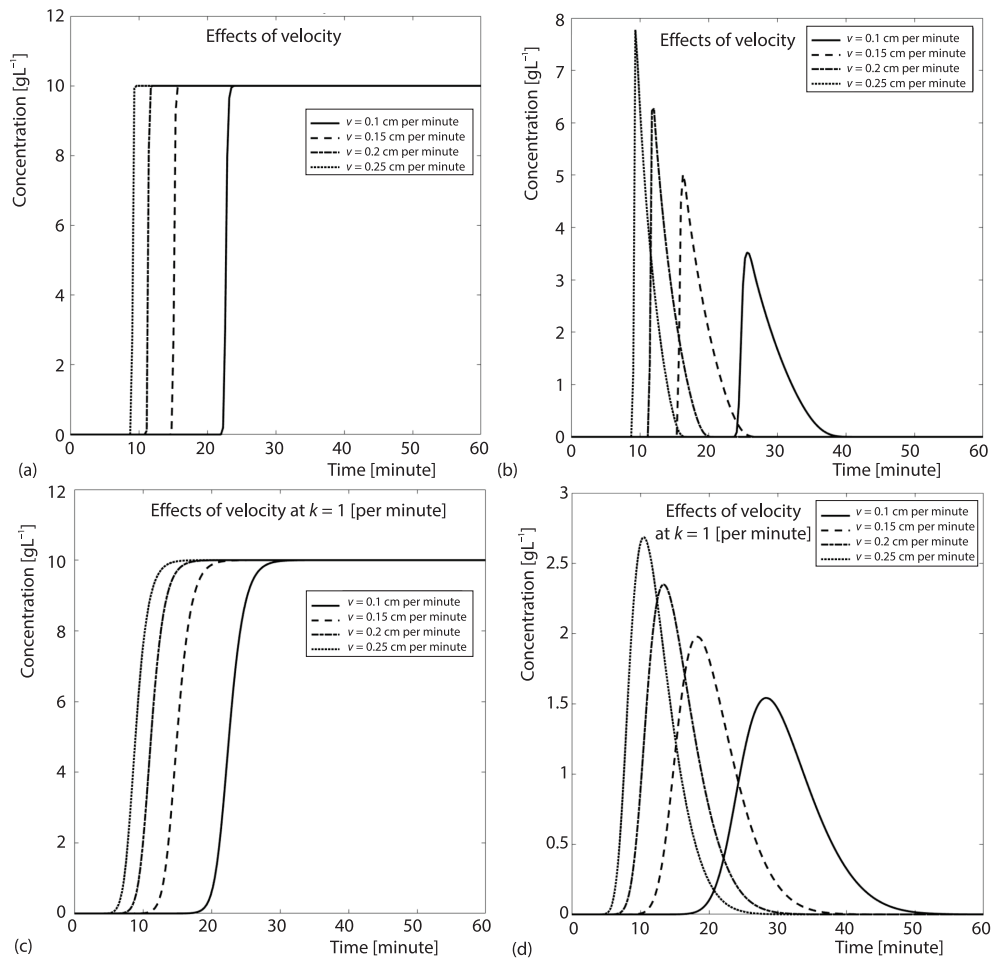 Effects of velocity
Concentration [gL⁻¹]
12
10
8
6
4
2
0
v = 0.1 cm per minute
v = 0.15 cm per minute
v = 0.2 cm per minute
v = 0.25 cm per minute
0 10 20 30 40 50 60
(a)
Time [minute]
Effects of velocity
Concentration [gL⁻¹]
8
7
6
5
4
3
2
1
0
v = 0.1 cm per minute
v = 0.15 cm per minute
v = 0.2 cm per minute
v = 0.25 cm per minute
0 10 20 30 40 50 60
(b)
Time [minute]
Effects of velocity at k = 1 [per minute]
Concentration [gL⁻¹]
12
10
8
6
4
2
0
v = 0.1 cm per minute
v = 0.15 cm per minute
v = 0.2 cm per minute
v = 0.25 cm per minute
0 10 20 30 40 50 60
(c)
Time [minute]
Effects of velocity
at k = 1 [per minute]
Concentration [gL⁻¹]
3
2.5
2
1.5
1
0.5
0
v = 0.1 cm per minute
v = 0.15 cm per minute
v = 0.2 cm per minute
v = 0.25 cm per minute
0 10 20 30 40 50 60
(d)
Time [minute]